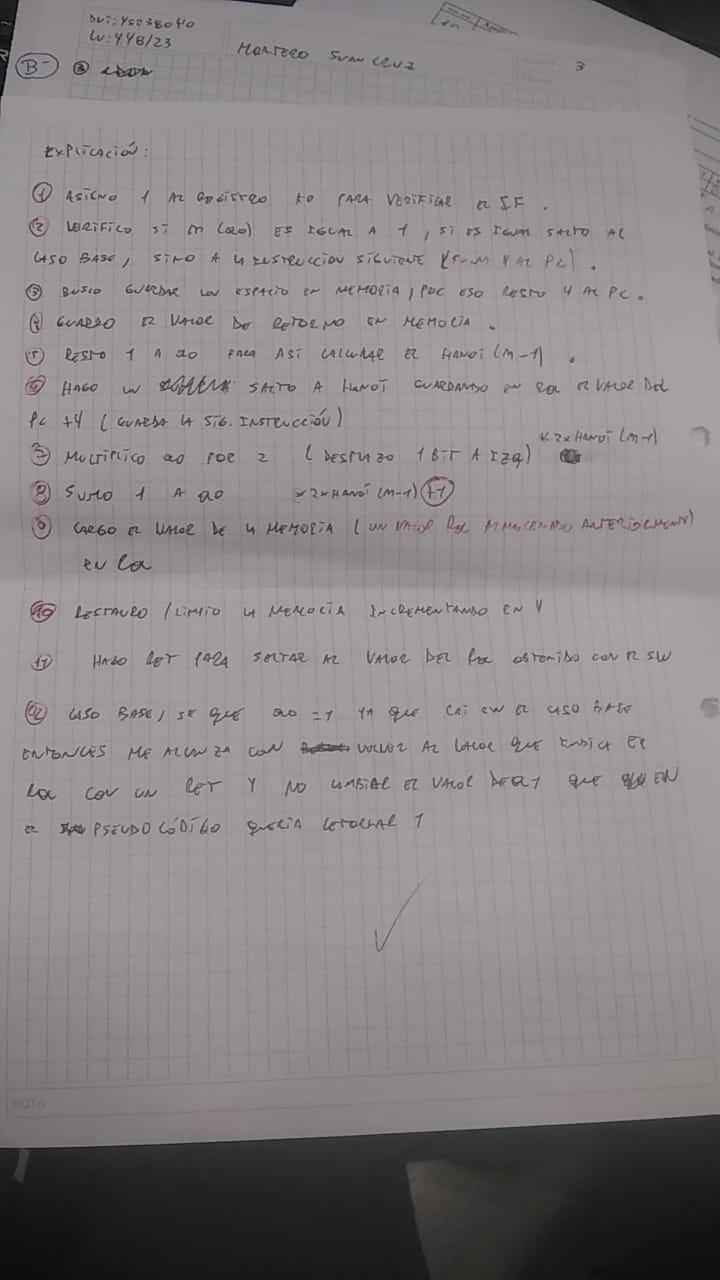 DNI: 45238040
LU: 448/23
MONTERO JUAN CRUZ
3
B-
EXPLICACIÓN:
1 ASIGNO 1 AL REGISTRO t0 PARA VERIFICAR EL IF.
2 VERIFICO SI M (a0) ES IGUAL A 1, SI ES IGUAL SALTO AL
CASO BASE, SINO A LA INSTRUCCION SIGUIENTE (SUMA 4 AL PC).
3 BUSCO GUARDAR UN ESPACIO EN MEMORIA, POR ESO RESTO 4 AL PC.
4 GUARDO EL VALOR DE RETORNO EN MEMORIA.
5 RESTO 1 A a0 PARA ASI CALCULAR EL HANOI (M-1).
6 HAGO UN SALTO A HANOI GUARDANDO EN RA EL VALOR DEL
PC +4 (GUARDA LA SIG. INSTRUCCIÓN)
7 MULTIPLICO a0 POR 2 (DESPLAZO 1 BIT A IZQ) * 2*HANOI (M-1)
8 SUMO 1 A a0 *2*HANOI (M-1) +1
9 CARGO EL VALOR DE LA MEMORIA (UN VALOR RA ALMACENADO ANTERIORMENTE)
EN RA
10 RESTAURO / LIMPIO LA MEMORIA INCREMENTANDO EN 4
11 HAGO RET PARA SALTAR AL VALOR DEL RA OBTENIDO CON EL SW
12 CASO BASE, SE QUE a0 = 1 YA QUE CAI EN EL CASO BASE
ENTONCES ME ALCANZA CON VOLVER AL VALOR QUE INDICA EL
RA CON UN RET Y NO CAMBIAR EL VALOR DE QUE EN
EL PSEUDO CÓDIGO QUERIA RETORNAR 1
NOTA